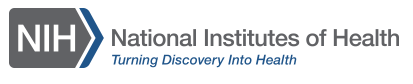 NIH National Institutes of Health
Turning Discovery Into Health